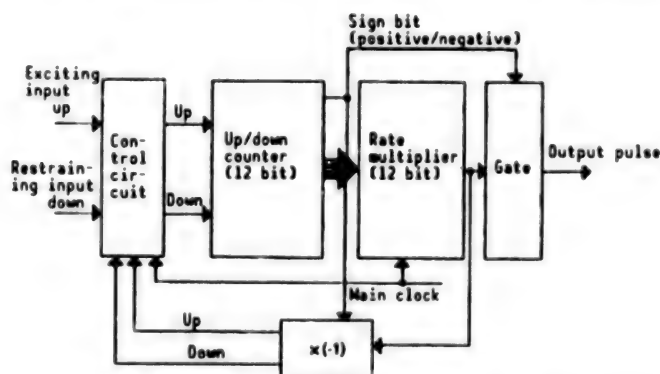 Sign bit
(positive/negative)
Exciting
input
up
Restrain-
ing input
down
Con-
trol
cir-
cuit
Up
Down
Up/down
counter
(12 bit)
Rate
multiplier
(12 bit)
Gate
Output pulse
Main clock
Up
Down
x(-1)